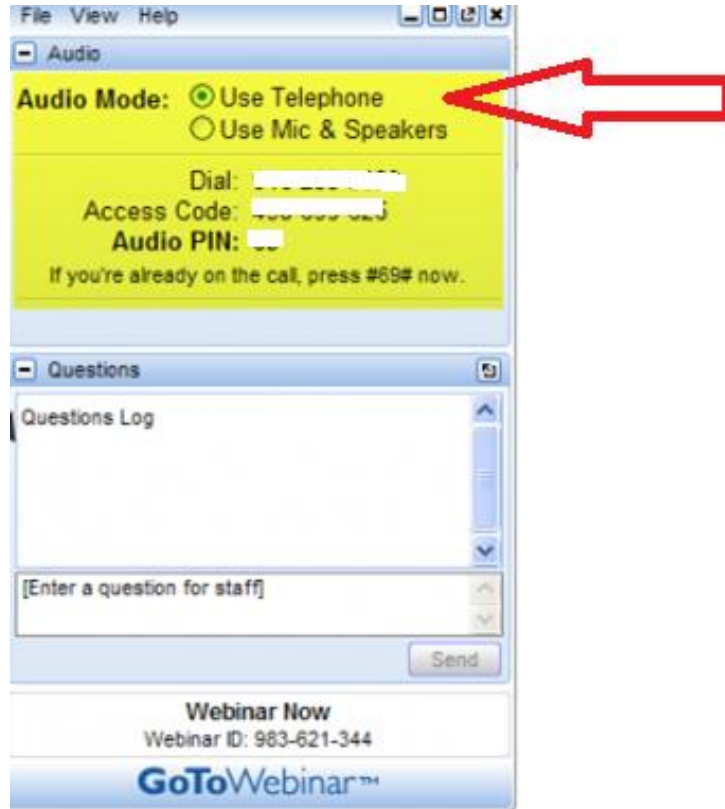 File View Help
Audio
Audio Mode: Use Telephone
Use Mic & Speakers
Dial:
Access Code:
Audio PIN:
If you're already on the call, press #69# now.
Questions
Questions Log
[Enter a question for staff]
Send
Webinar Now
Webinar ID: 983-621-344
GoToWebinar™